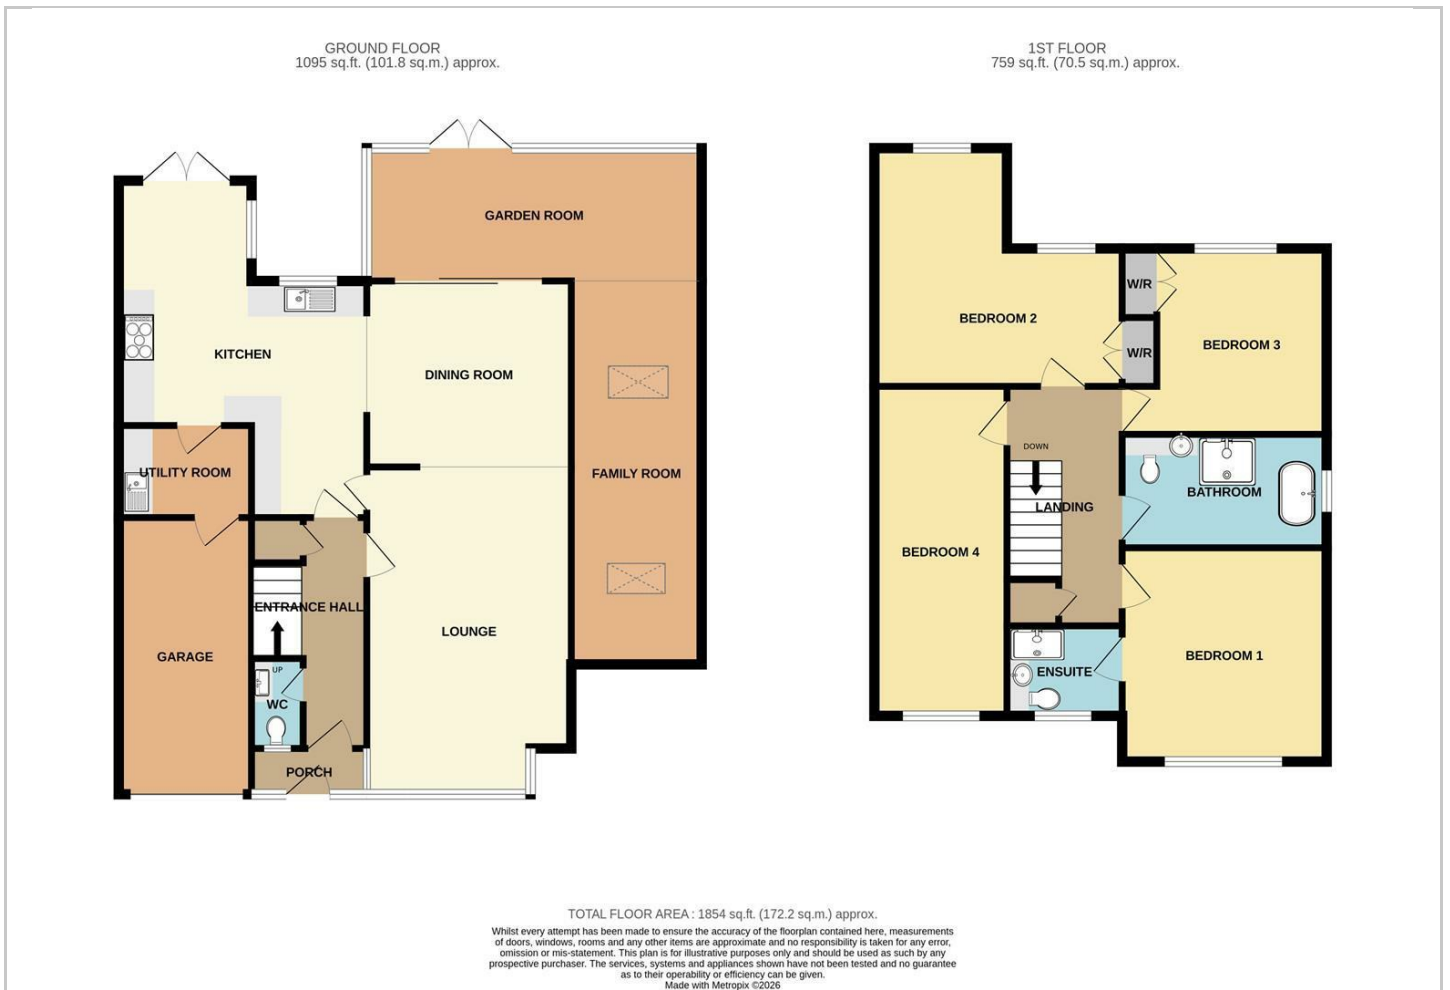 GROUND FLOOR
1095 sq.ft. (101.8 sq.m.) approx.
1ST FLOOR
759 sq.ft. (70.5 sq.m.) approx.
GARDEN ROOM
KITCHEN
DINING ROOM
UTILITY ROOM
FAMILY ROOM
ENTRANCE HALL
LOUNGE
GARAGE
UP
WC
PORCH
W/R
BEDROOM 2
W/R
BEDROOM 3
DOWN
BATHROOM
LANDING
BEDROOM 4
BEDROOM 1
ENSUITE
TOTAL FLOOR AREA : 1854 sq.ft. (172.2 sq.m.) approx.
Whilst every attempt has been made to ensure the accuracy of the floorplan contained here, measurements
of doors, windows, rooms and any other items are approximate and no responsibility is taken for any error,
omission or mis-statement. This plan is for illustrative purposes only and should be used as such by any
prospective purchaser. The services, systems and appliances shown have not been tested and no guarantee
as to their operability or efficiency can be given.
Made with Metropix ©2026